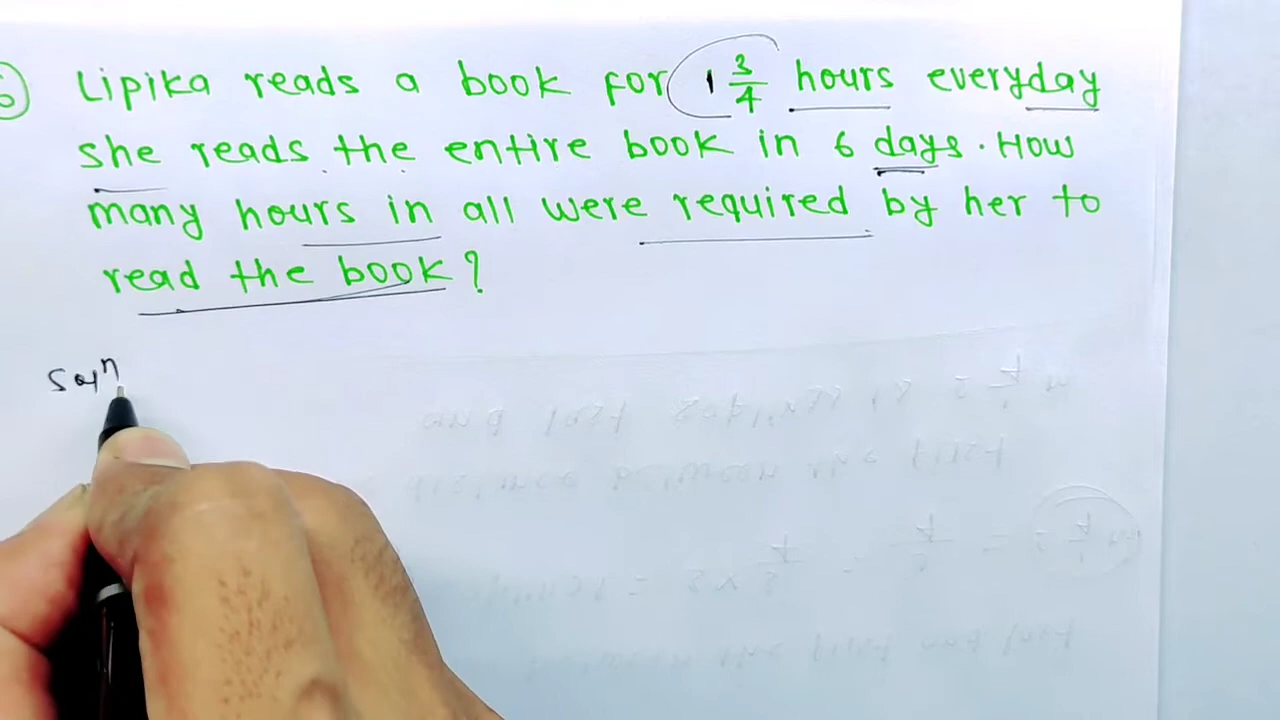 6 Lipika reads a book for 1 3/4 hours everyday
she reads the entire book in 6 days. How
many hours in all were required by her to
read the book?
Solⁿ